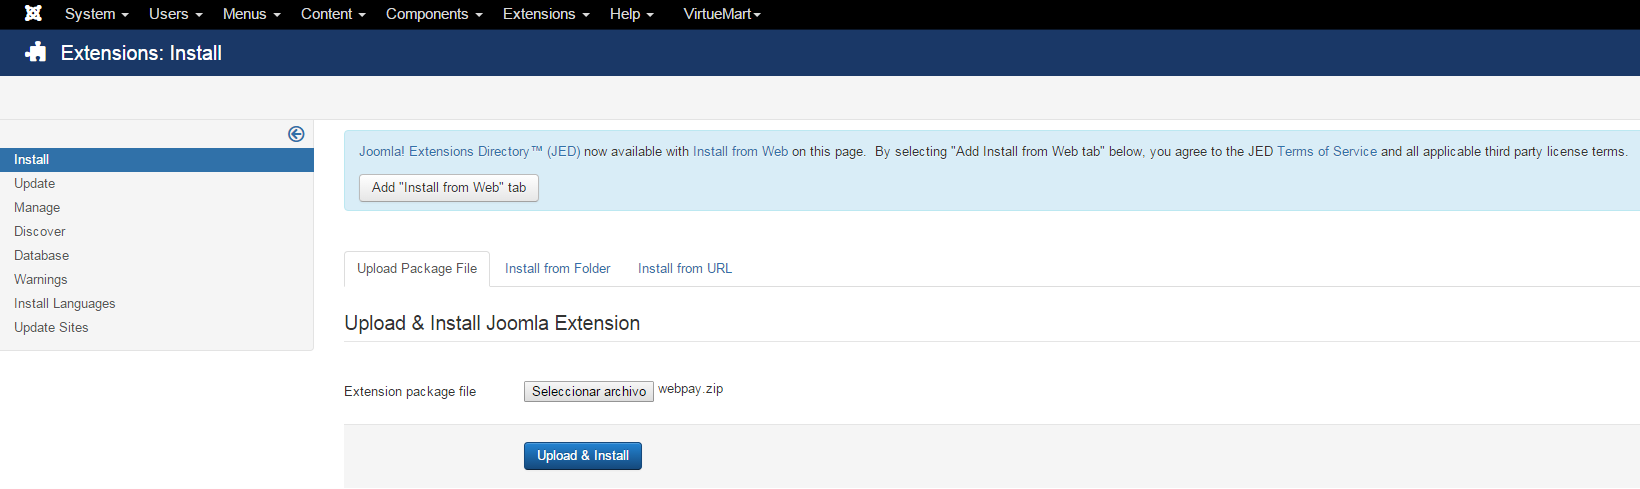 System Users Menus Content Components Extensions Help VirtueMart
Extensions: Install
Install
Update
Manage
Discover
Database
Warnings
Install Languages
Update Sites
Joomla! Extensions Directory™ (JED) now available with Install from Web on this page. By selecting "Add Install from Web tab" below, you agree to the JED Terms of Service and all applicable third party license terms.
Add "Install from Web" tab
Upload Package File Install from Folder Install from URL
Upload & Install Joomla Extension
Extension package file Seleccionar archivo webpay.zip
Upload & Install